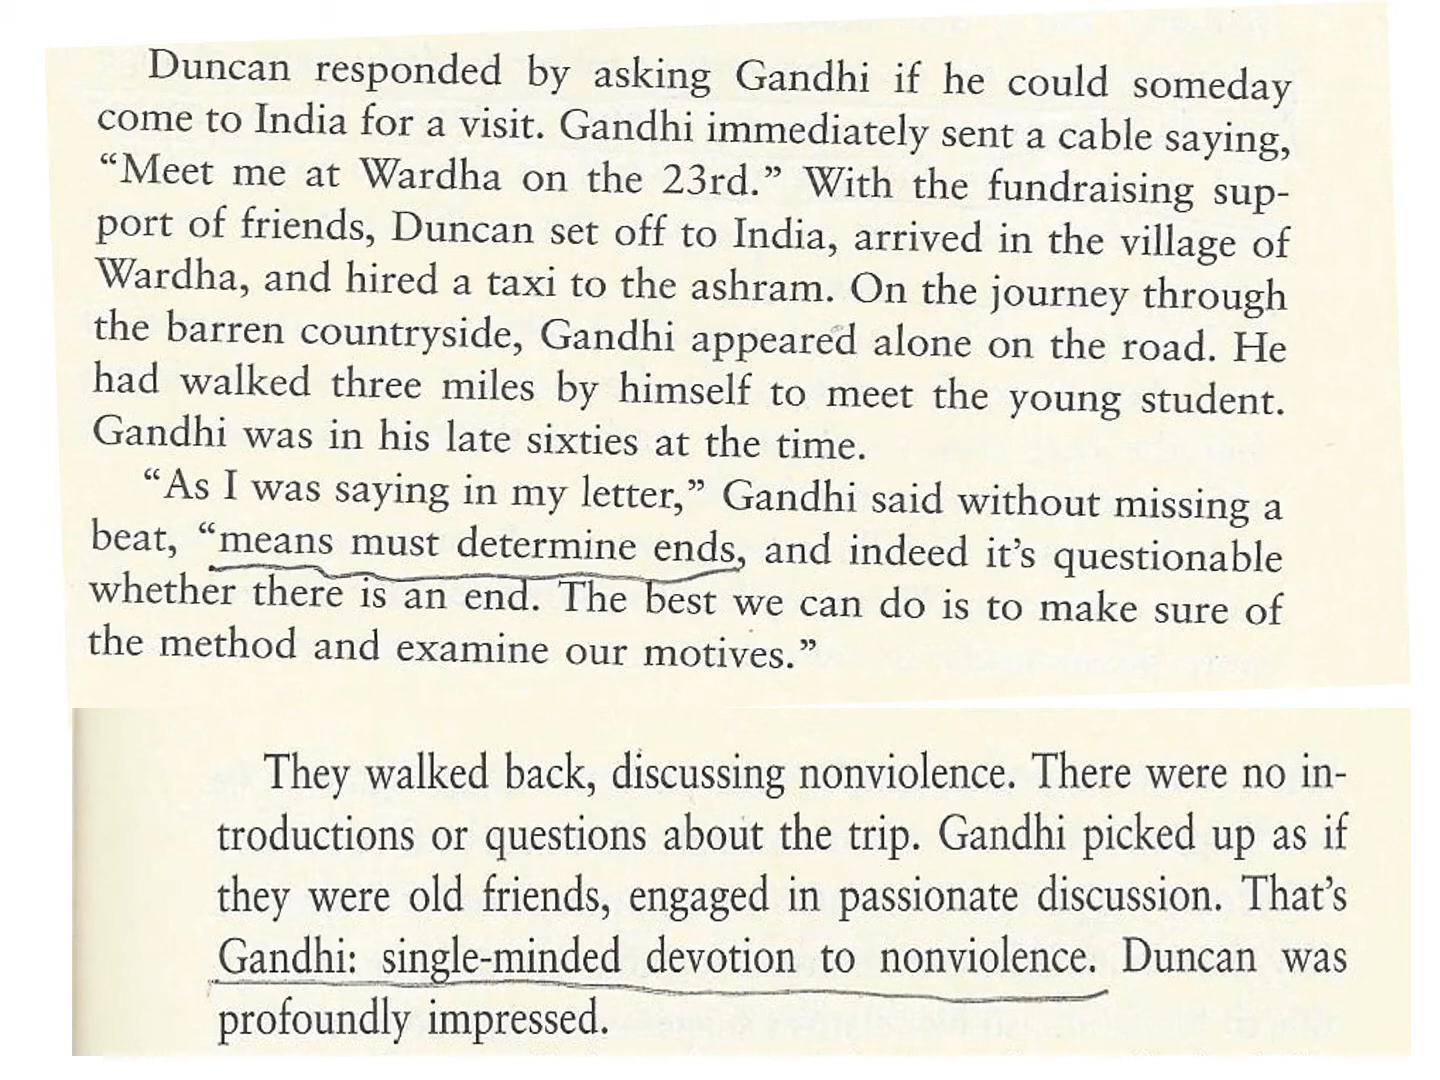 Duncan responded by asking Gandhi if he could someday
come to India for a visit. Gandhi immediately sent a cable saying,
“Meet me at Wardha on the 23rd.” With the fundraising sup-
port of friends, Duncan set off to India, arrived in the village of
Wardha, and hired a taxi to the ashram. On the journey through
the barren countryside, Gandhi appeared alone on the road. He
had walked three miles by himself to meet the young student.
Gandhi was in his late sixties at the time.
“As I was saying in my letter,” Gandhi said without missing a
beat, “means must determine ends, and indeed it’s questionable
whether there is an end. The best we can do is to make sure of
the method and examine our motives.”
They walked back, discussing nonviolence. There were no in-
troductions or questions about the trip. Gandhi picked up as if
they were old friends, engaged in passionate discussion. That’s
Gandhi: single-minded devotion to nonviolence. Duncan was
profoundly impressed.